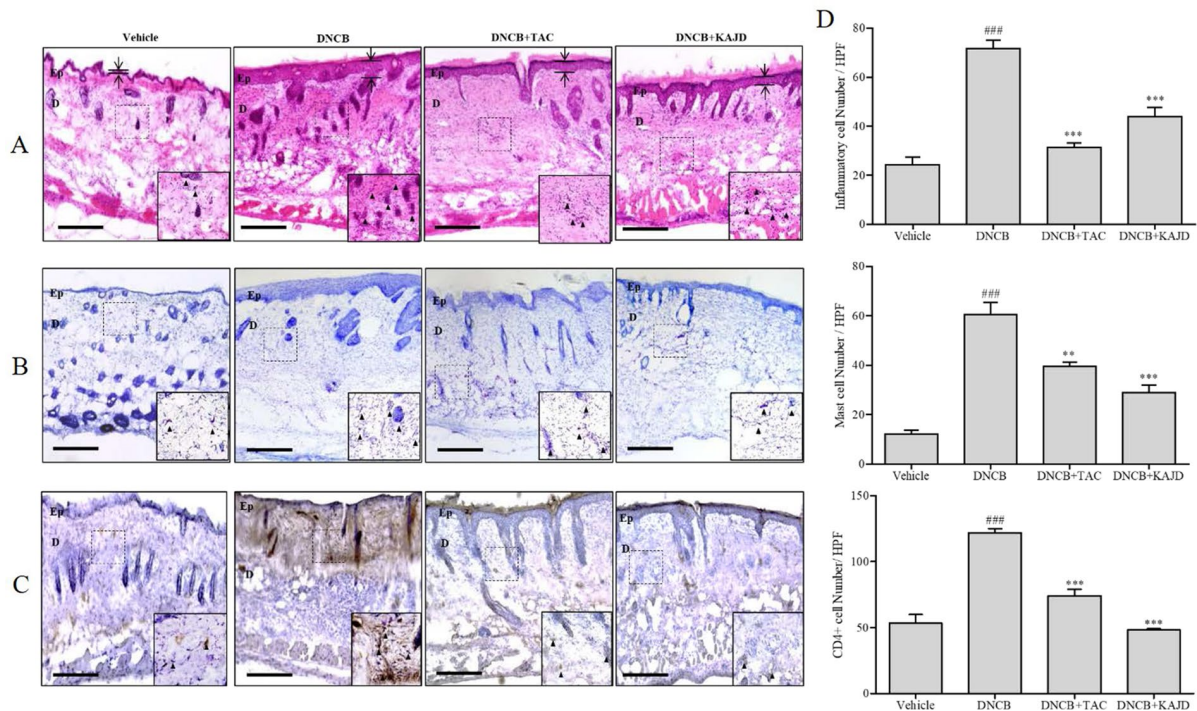 Vehicle
DNCB
DNCB+TAC
DNCB+KAJD
A
Ep
D
Ep
D
Ep
D
Ep
D
B
Ep
D
Ep
D
Ep
D
Ep
D
C
Ep
D
Ep
D
Ep
D
Ep
D
D
Inflammatory cell Number / HPF
80
60
40
20
0
###
***
***
Vehicle
DNCB
DNCB+TAC
DNCB+KAJD
Mast cell Number / HPF
60
40
20
0
80
###
**
***
Vehicle
DNCB
DNCB+TAC
DNCB+KAJD
CD4+ cell Number/ HPF
150
100
50
0
###
***
***
Vehicle
DNCB
DNCB+TAC
DNCB+KAJD